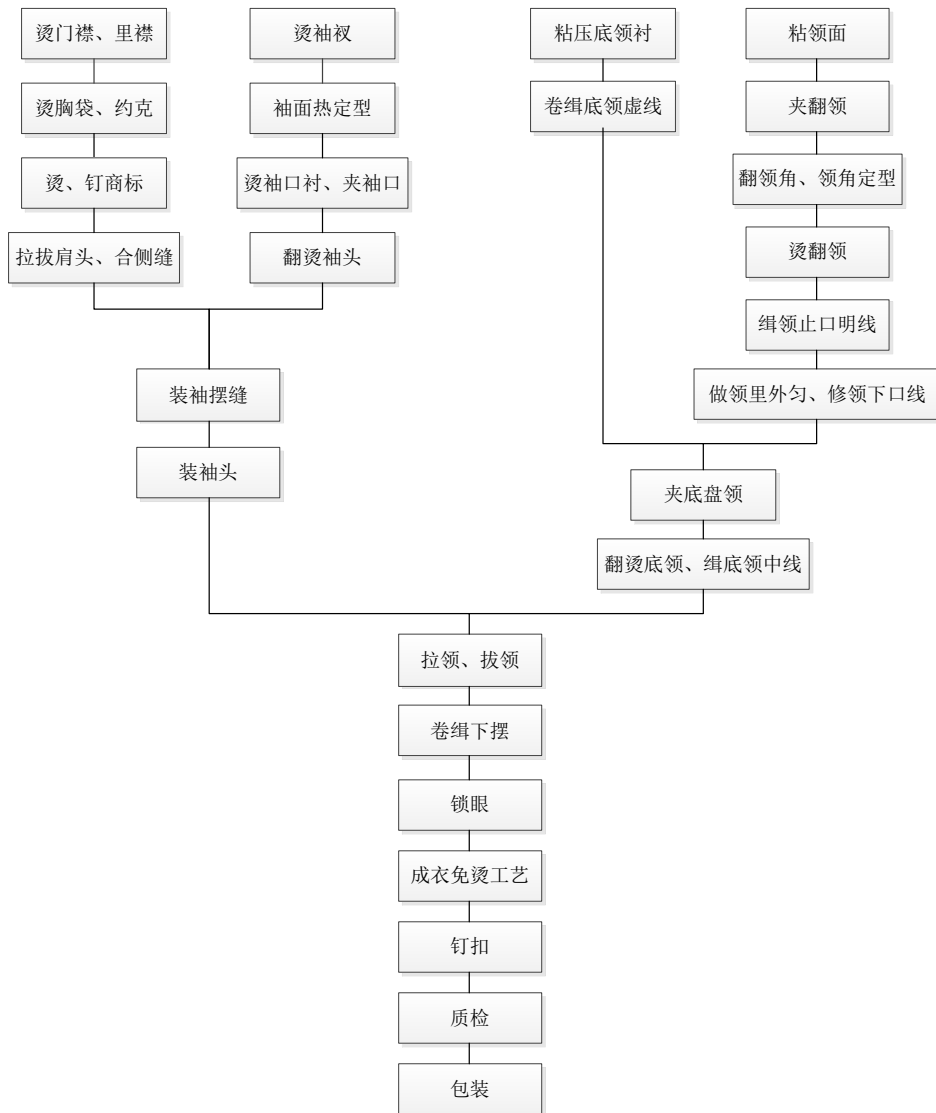 烫门襟、里襟
烫袖衩
粘压底领衬
粘领面
烫胸袋、约克
袖面热定型
卷缉底领虚线
夹翻领
烫、钉商标
烫袖口衬、夹袖口
翻领角、领角定型
拉拔肩头、合侧缝
翻烫袖头
烫翻领
缉领止口明线
装袖摆缝
做领里外匀、修领下口线
装袖头
夹底盘领
翻烫底领、缉底领中线
拉领、拔领
卷缉下摆
锁眼
成衣免烫工艺
钉扣
质检
包装